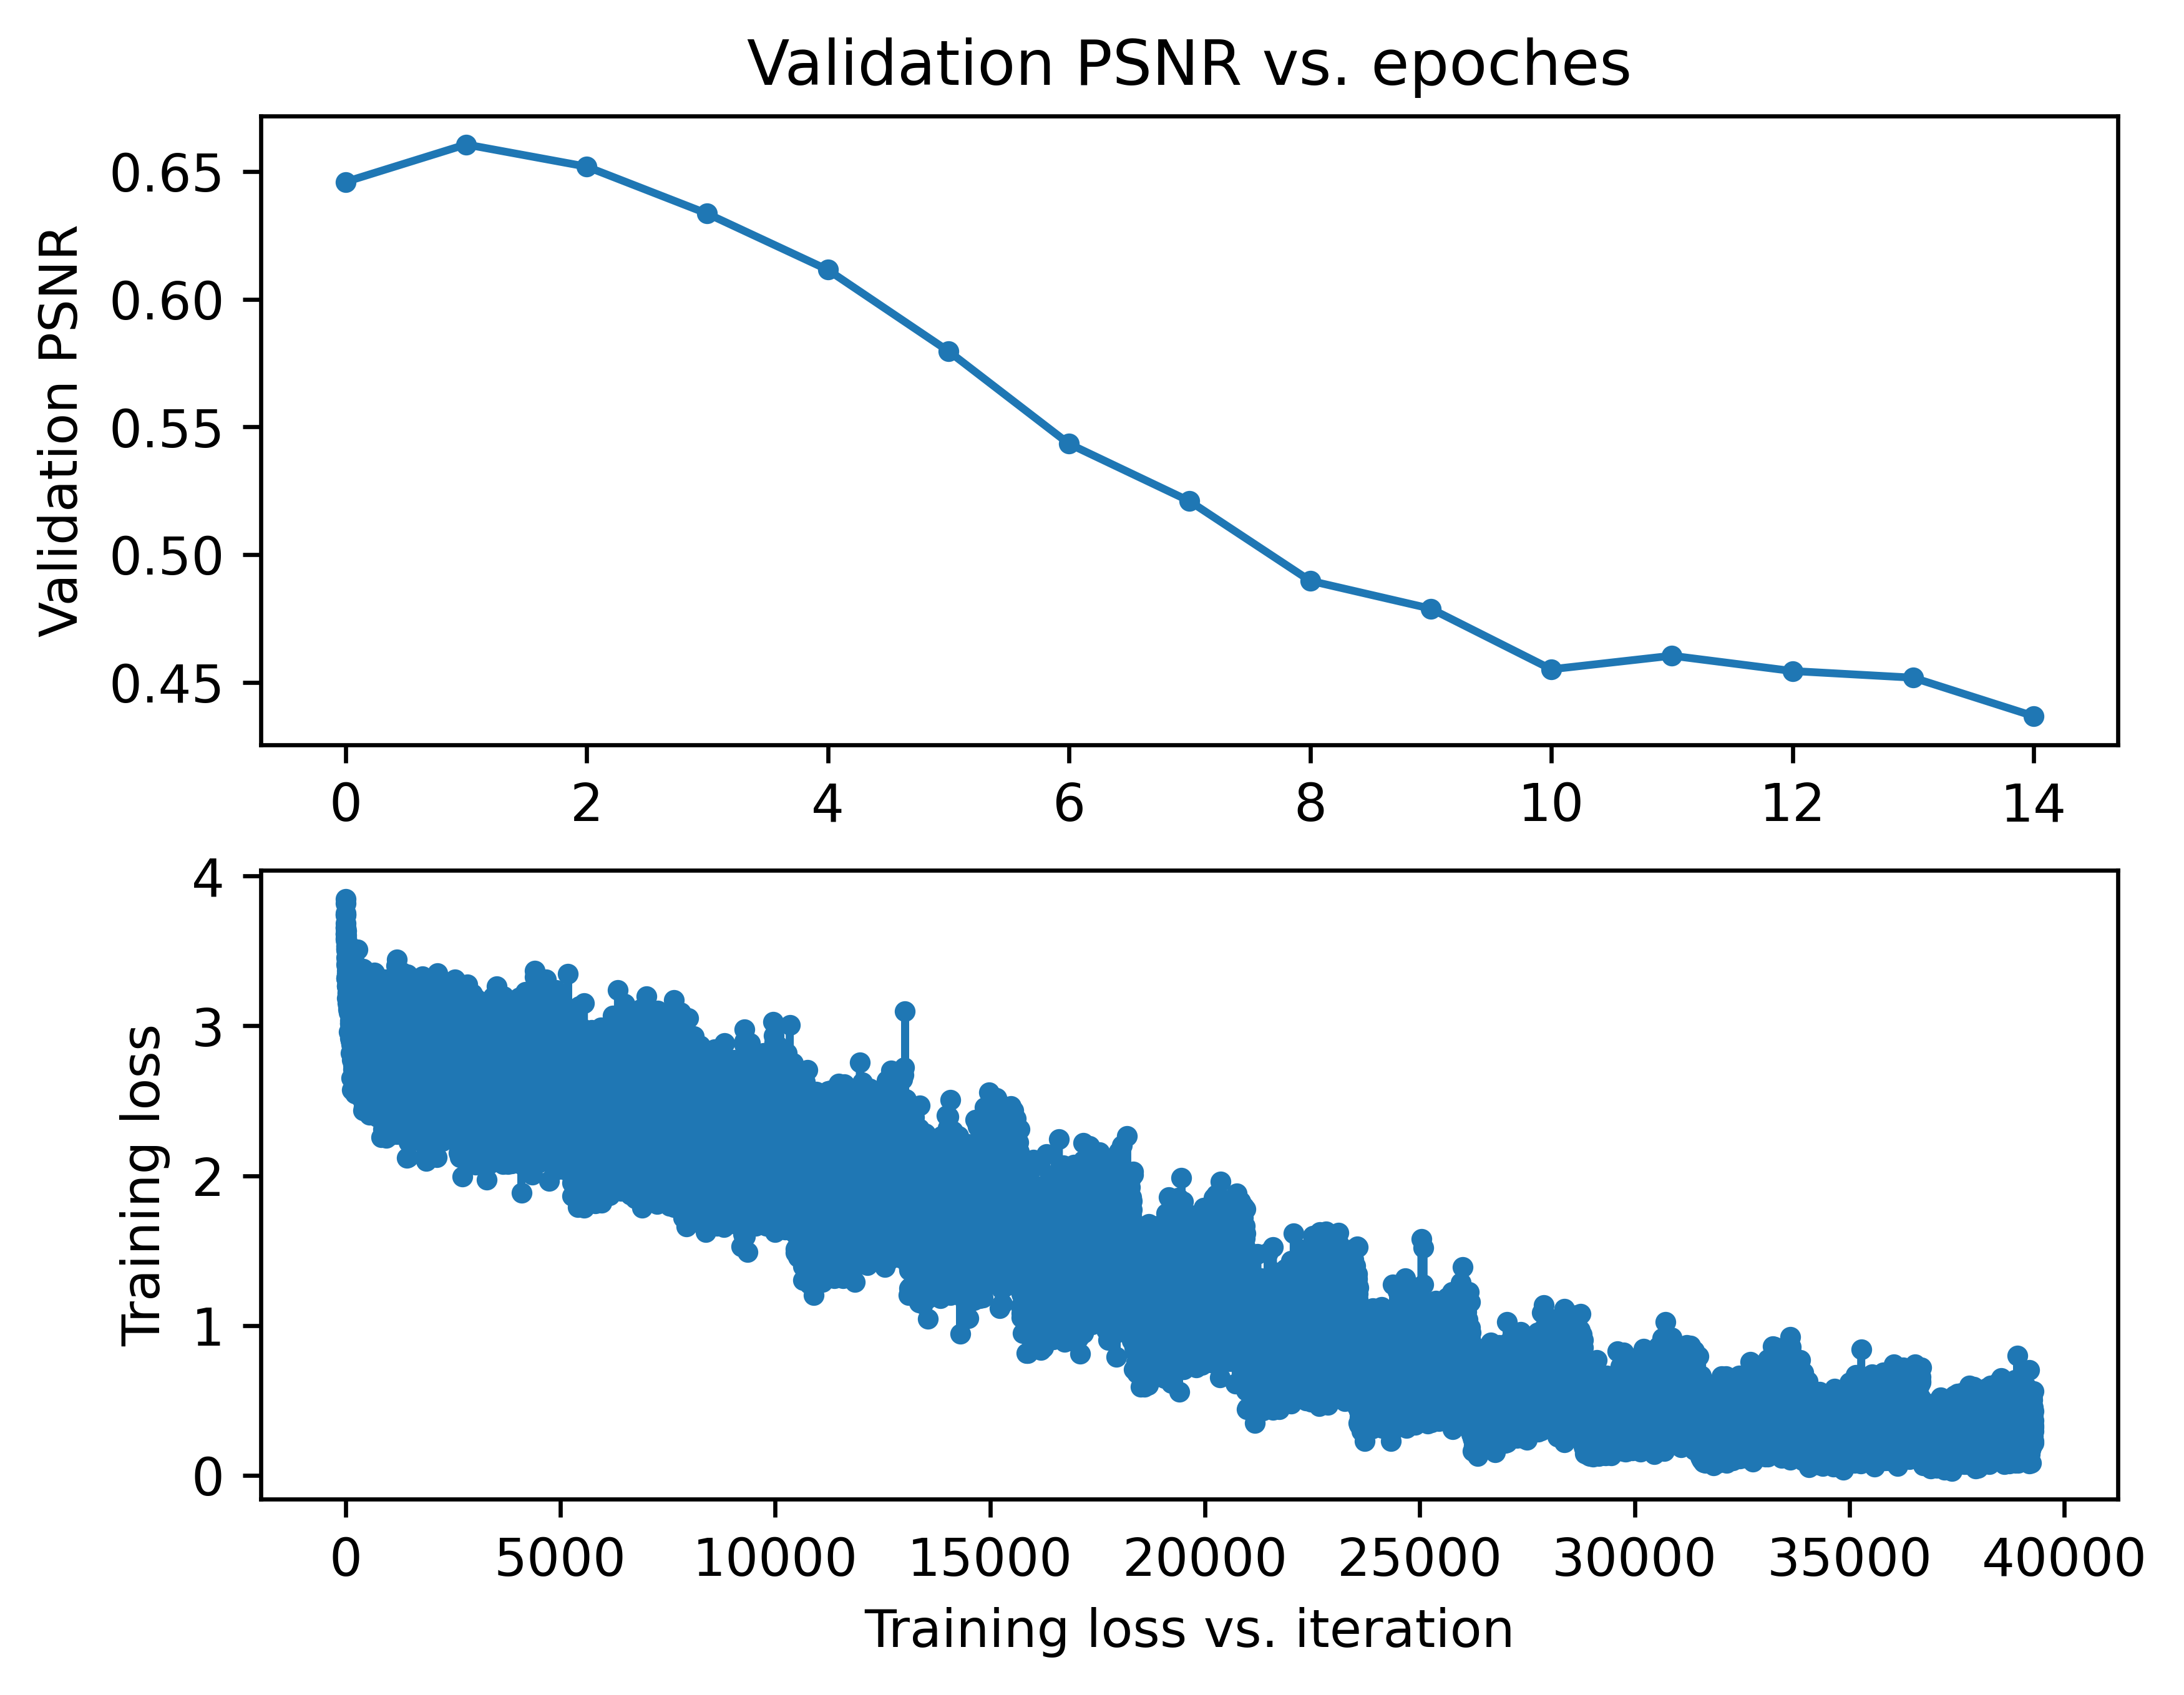 Validation PSNR vs. epoches
Validation PSNR
0.65
0.60
0.55
0.50
0.45
0 2 4 6 8 10 12 14
Training loss
4
3
2
1
0
0 5000 10000 15000 20000 25000 30000 35000 40000
Training loss vs. iteration